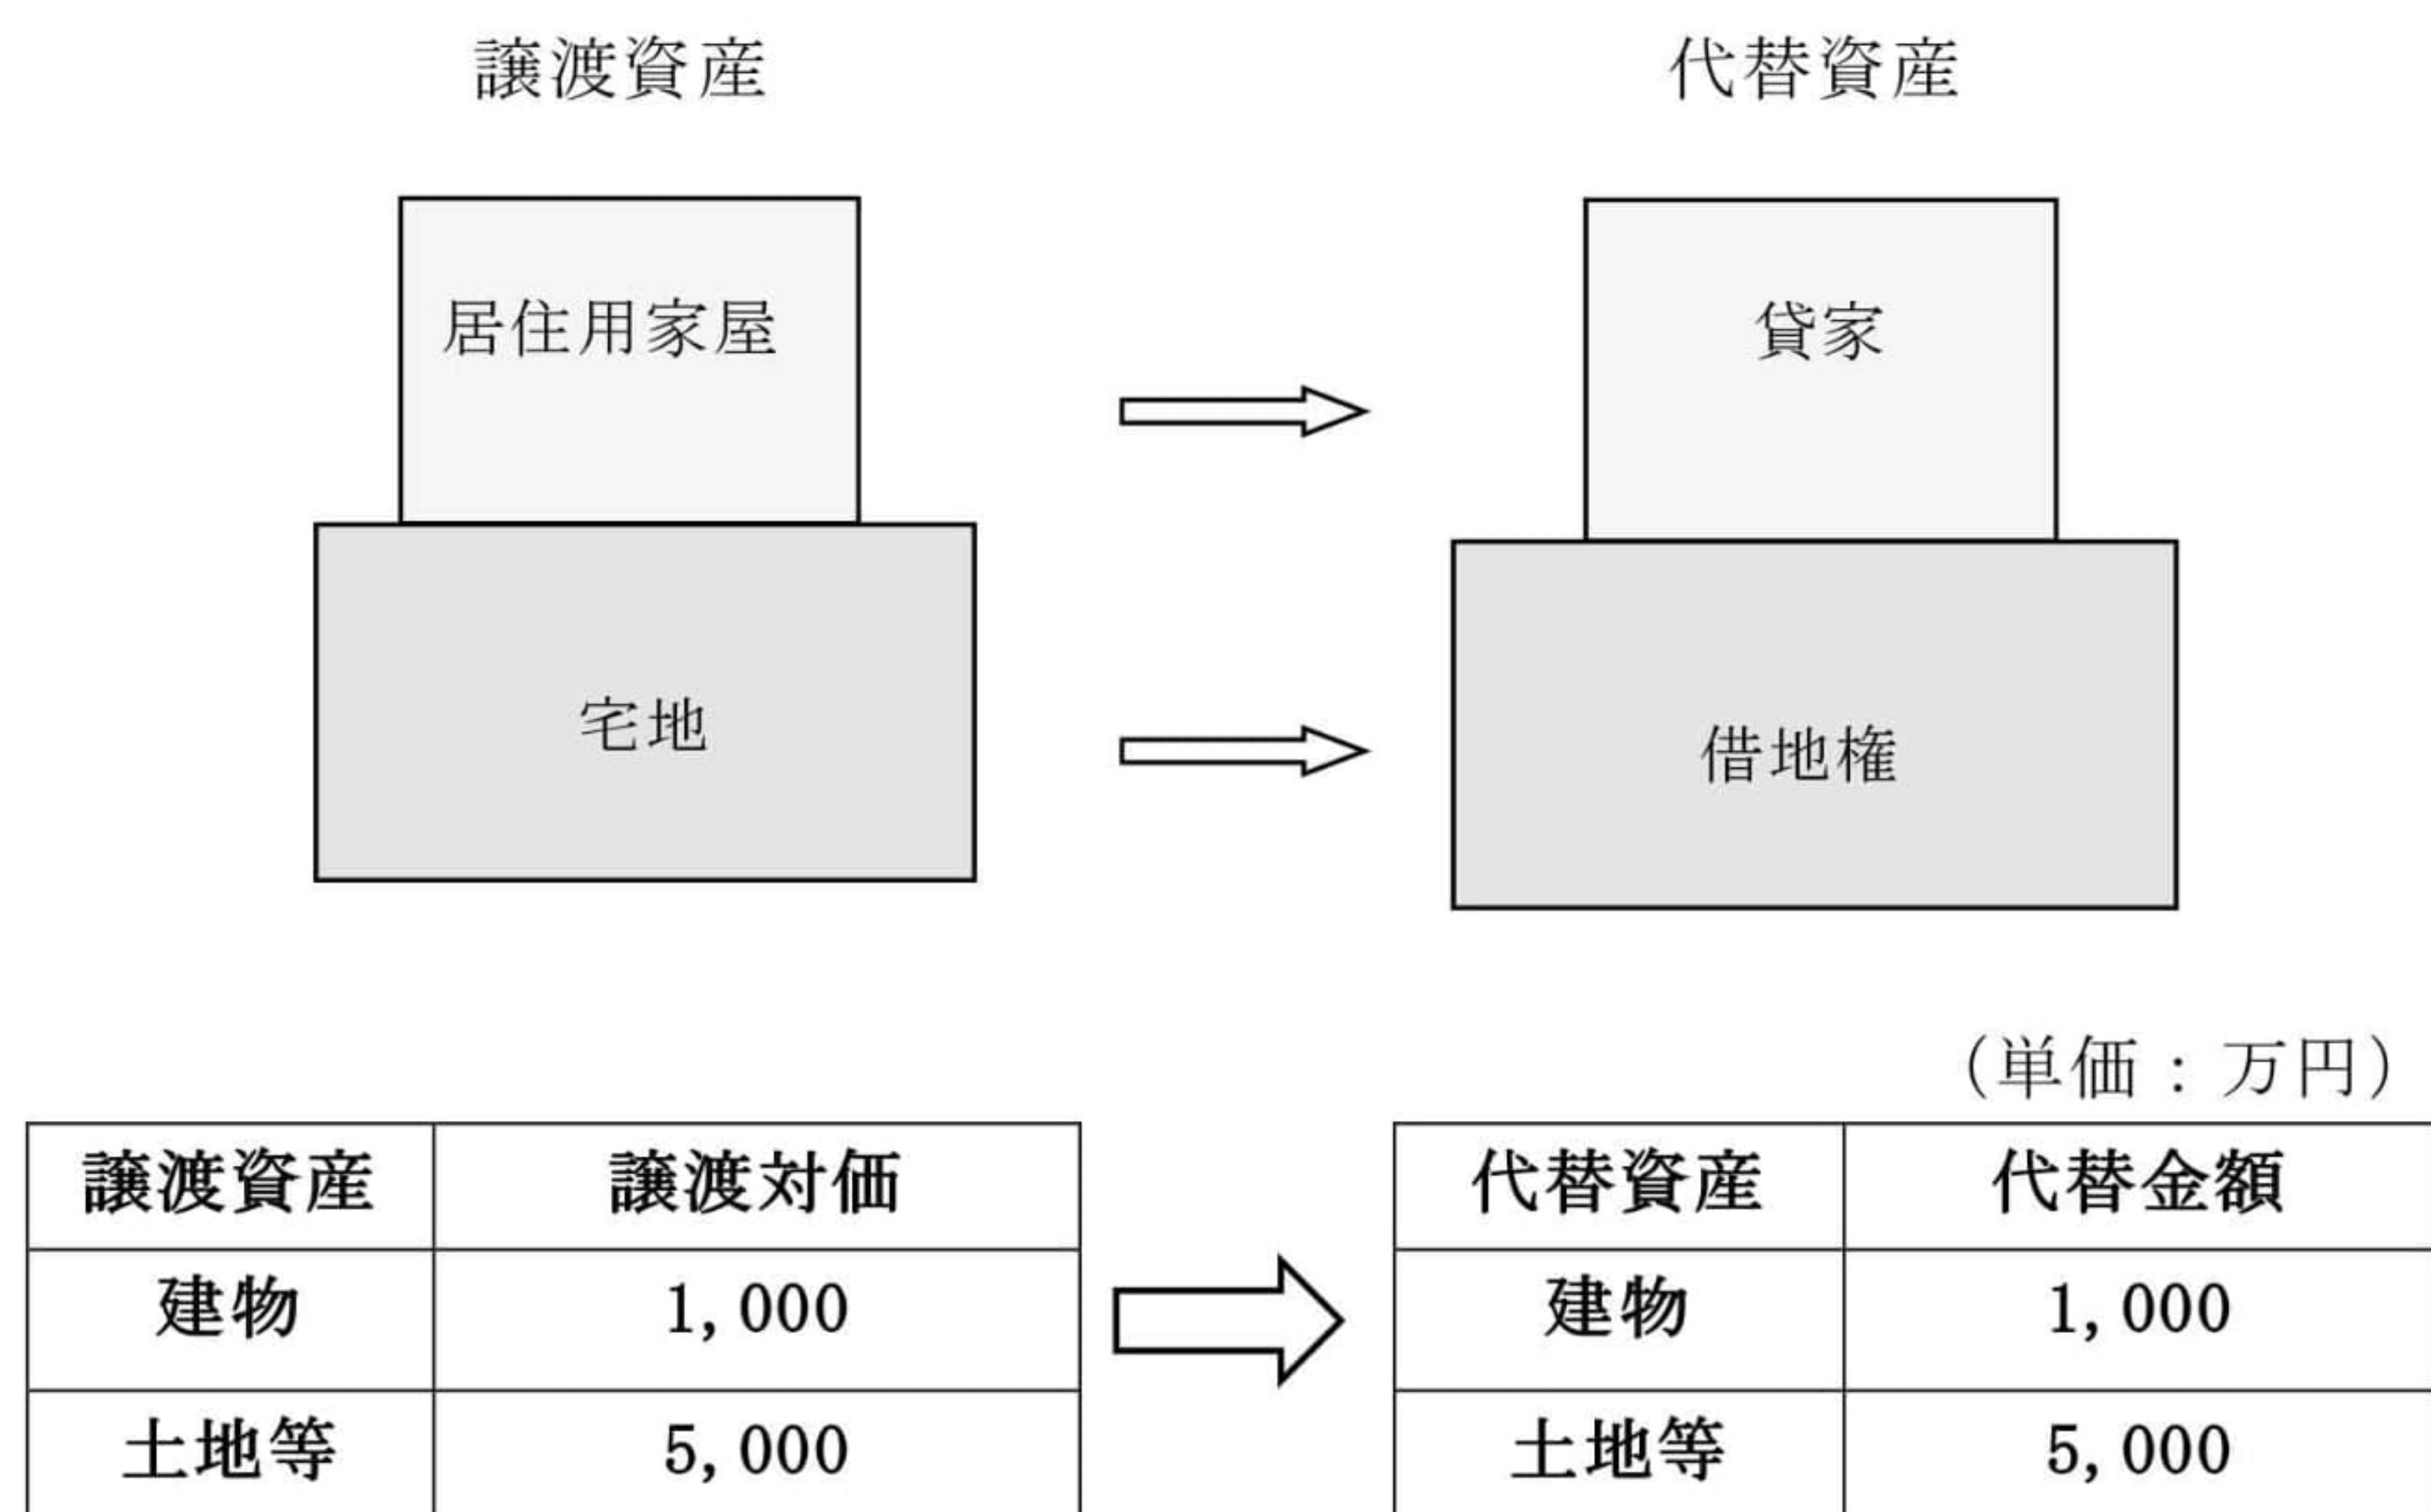 譲渡資産 代替資産
居住用家屋 貸家
宅地 借地権
(単価:万円)
譲渡資産 譲渡対価 代替資産 代替金額
建物 1,000 建物 1,000
土地等 5,000 土地等 5,000